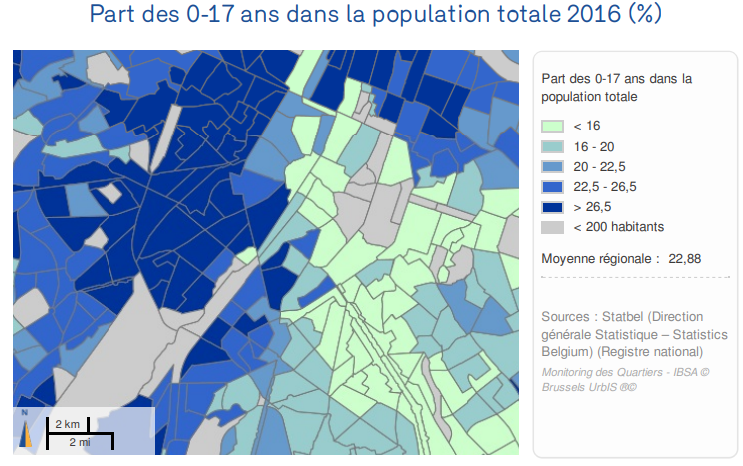 Part des 0-17 ans dans la population totale 2016 (%)
Part des 0-17 ans dans la
population totale
< 16
16 - 20
20 - 22,5
22,5 - 26,5
> 26,5
< 200 habitants
Moyenne régionale : 22,88
Sources : Statbel (Direction
générale Statistique – Statistics
Belgium) (Registre national)
Monitoring des Quartiers - IBSA ©
Brussels UrbIS ®©
N
2 km
2 mi